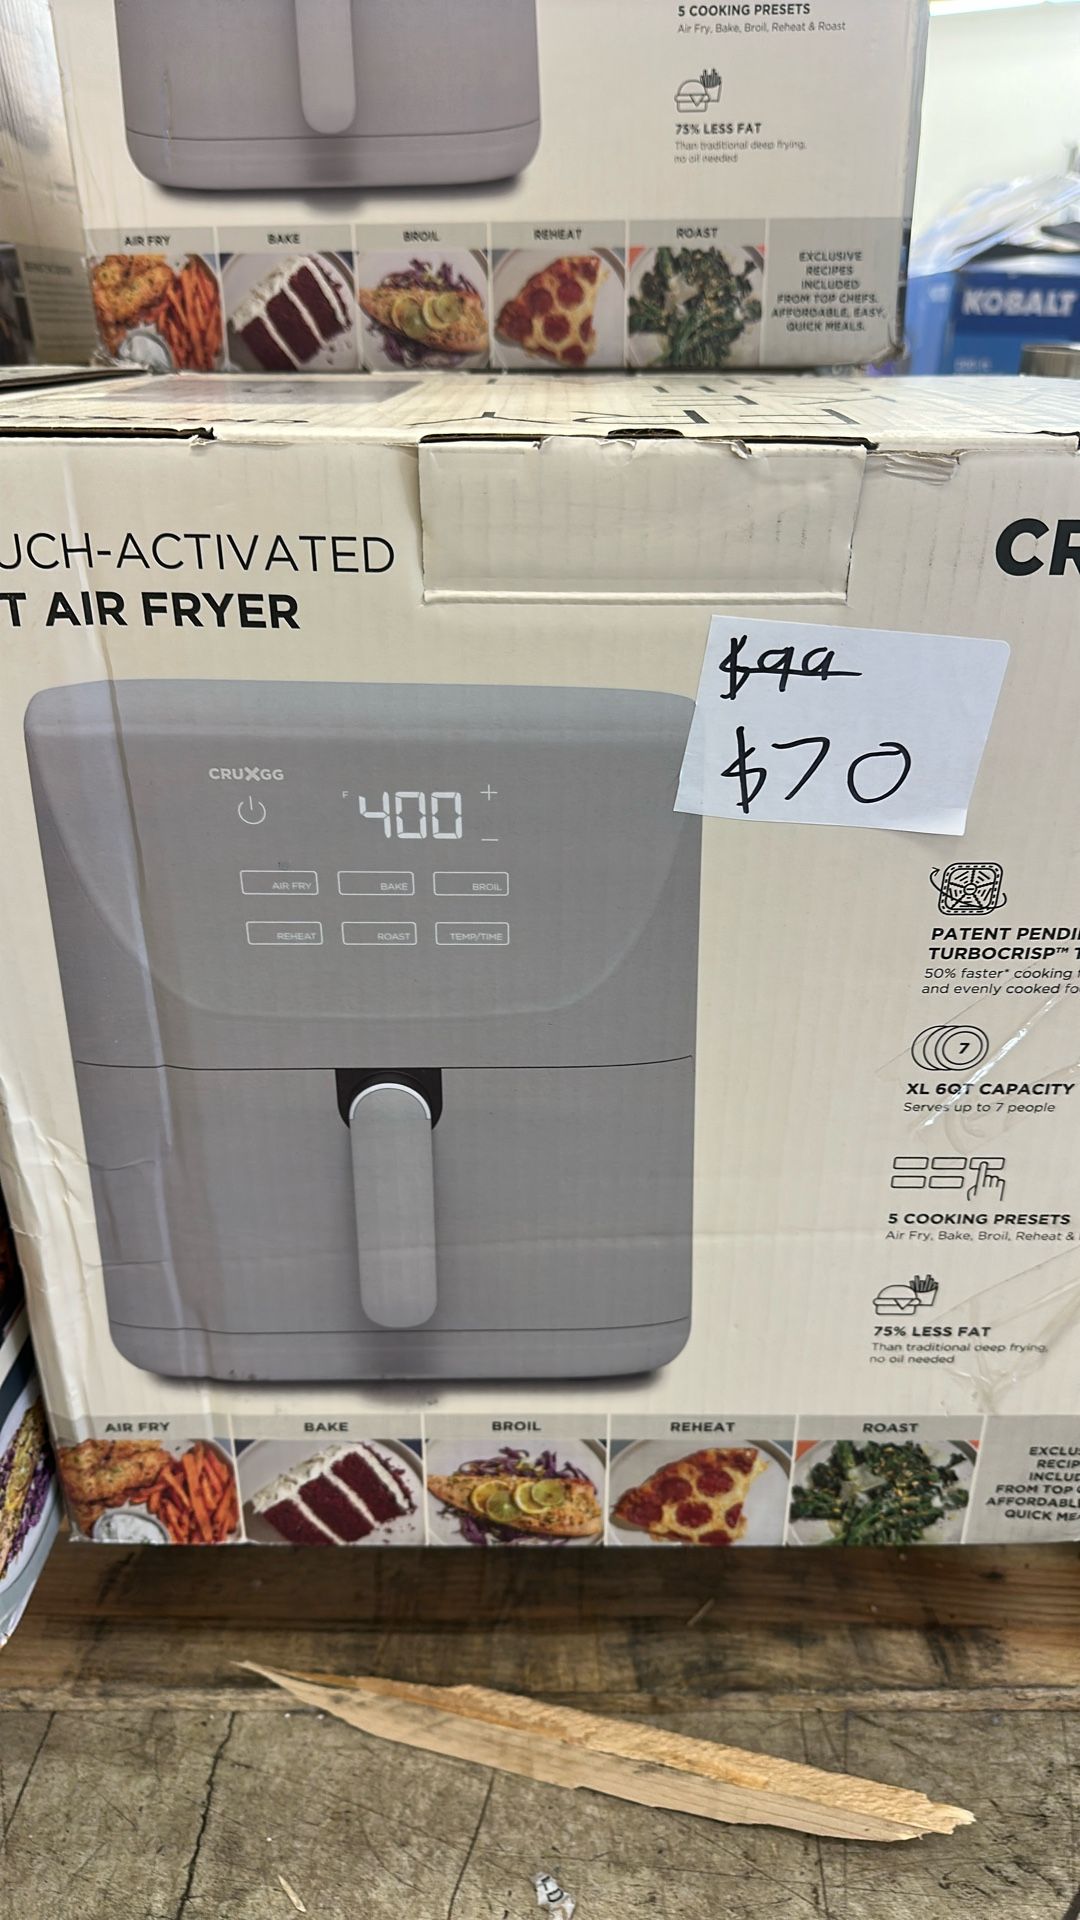 5 COOKING PRESETS
Air Fry, Bake, Broil, Reheat & Roast
75% LESS FAT
Than traditional deep frying,
no oil needed
AIR FRY BAKE BROIL REHEAT ROAST
EXCLUSIVE
RECIPES
INCLUDED
FROM TOP CHEFS.
AFFORDABLE, EASY,
QUICK MEALS.
KOBALT
UCH-ACTIVATED
T AIR FRYER
CR
$99
$70
CRUXGG
F 400 + −
AIR FRY BAKE BROIL
REHEAT ROAST TEMP/TIME
PATENT PENDI
TURBOCRISP™ T
50% faster* cooking
and evenly cooked fo
7
XL 6QT CAPACITY
Serves up to 7 people
5 COOKING PRESETS
Air Fry, Bake, Broil, Reheat &
75% LESS FAT
Than traditional deep frying,
no oil needed
AIR FRY BAKE BROIL REHEAT ROAST
EXCLU
RECIP
INCLUD
FROM TOP
AFFORDABL
QUICK ME